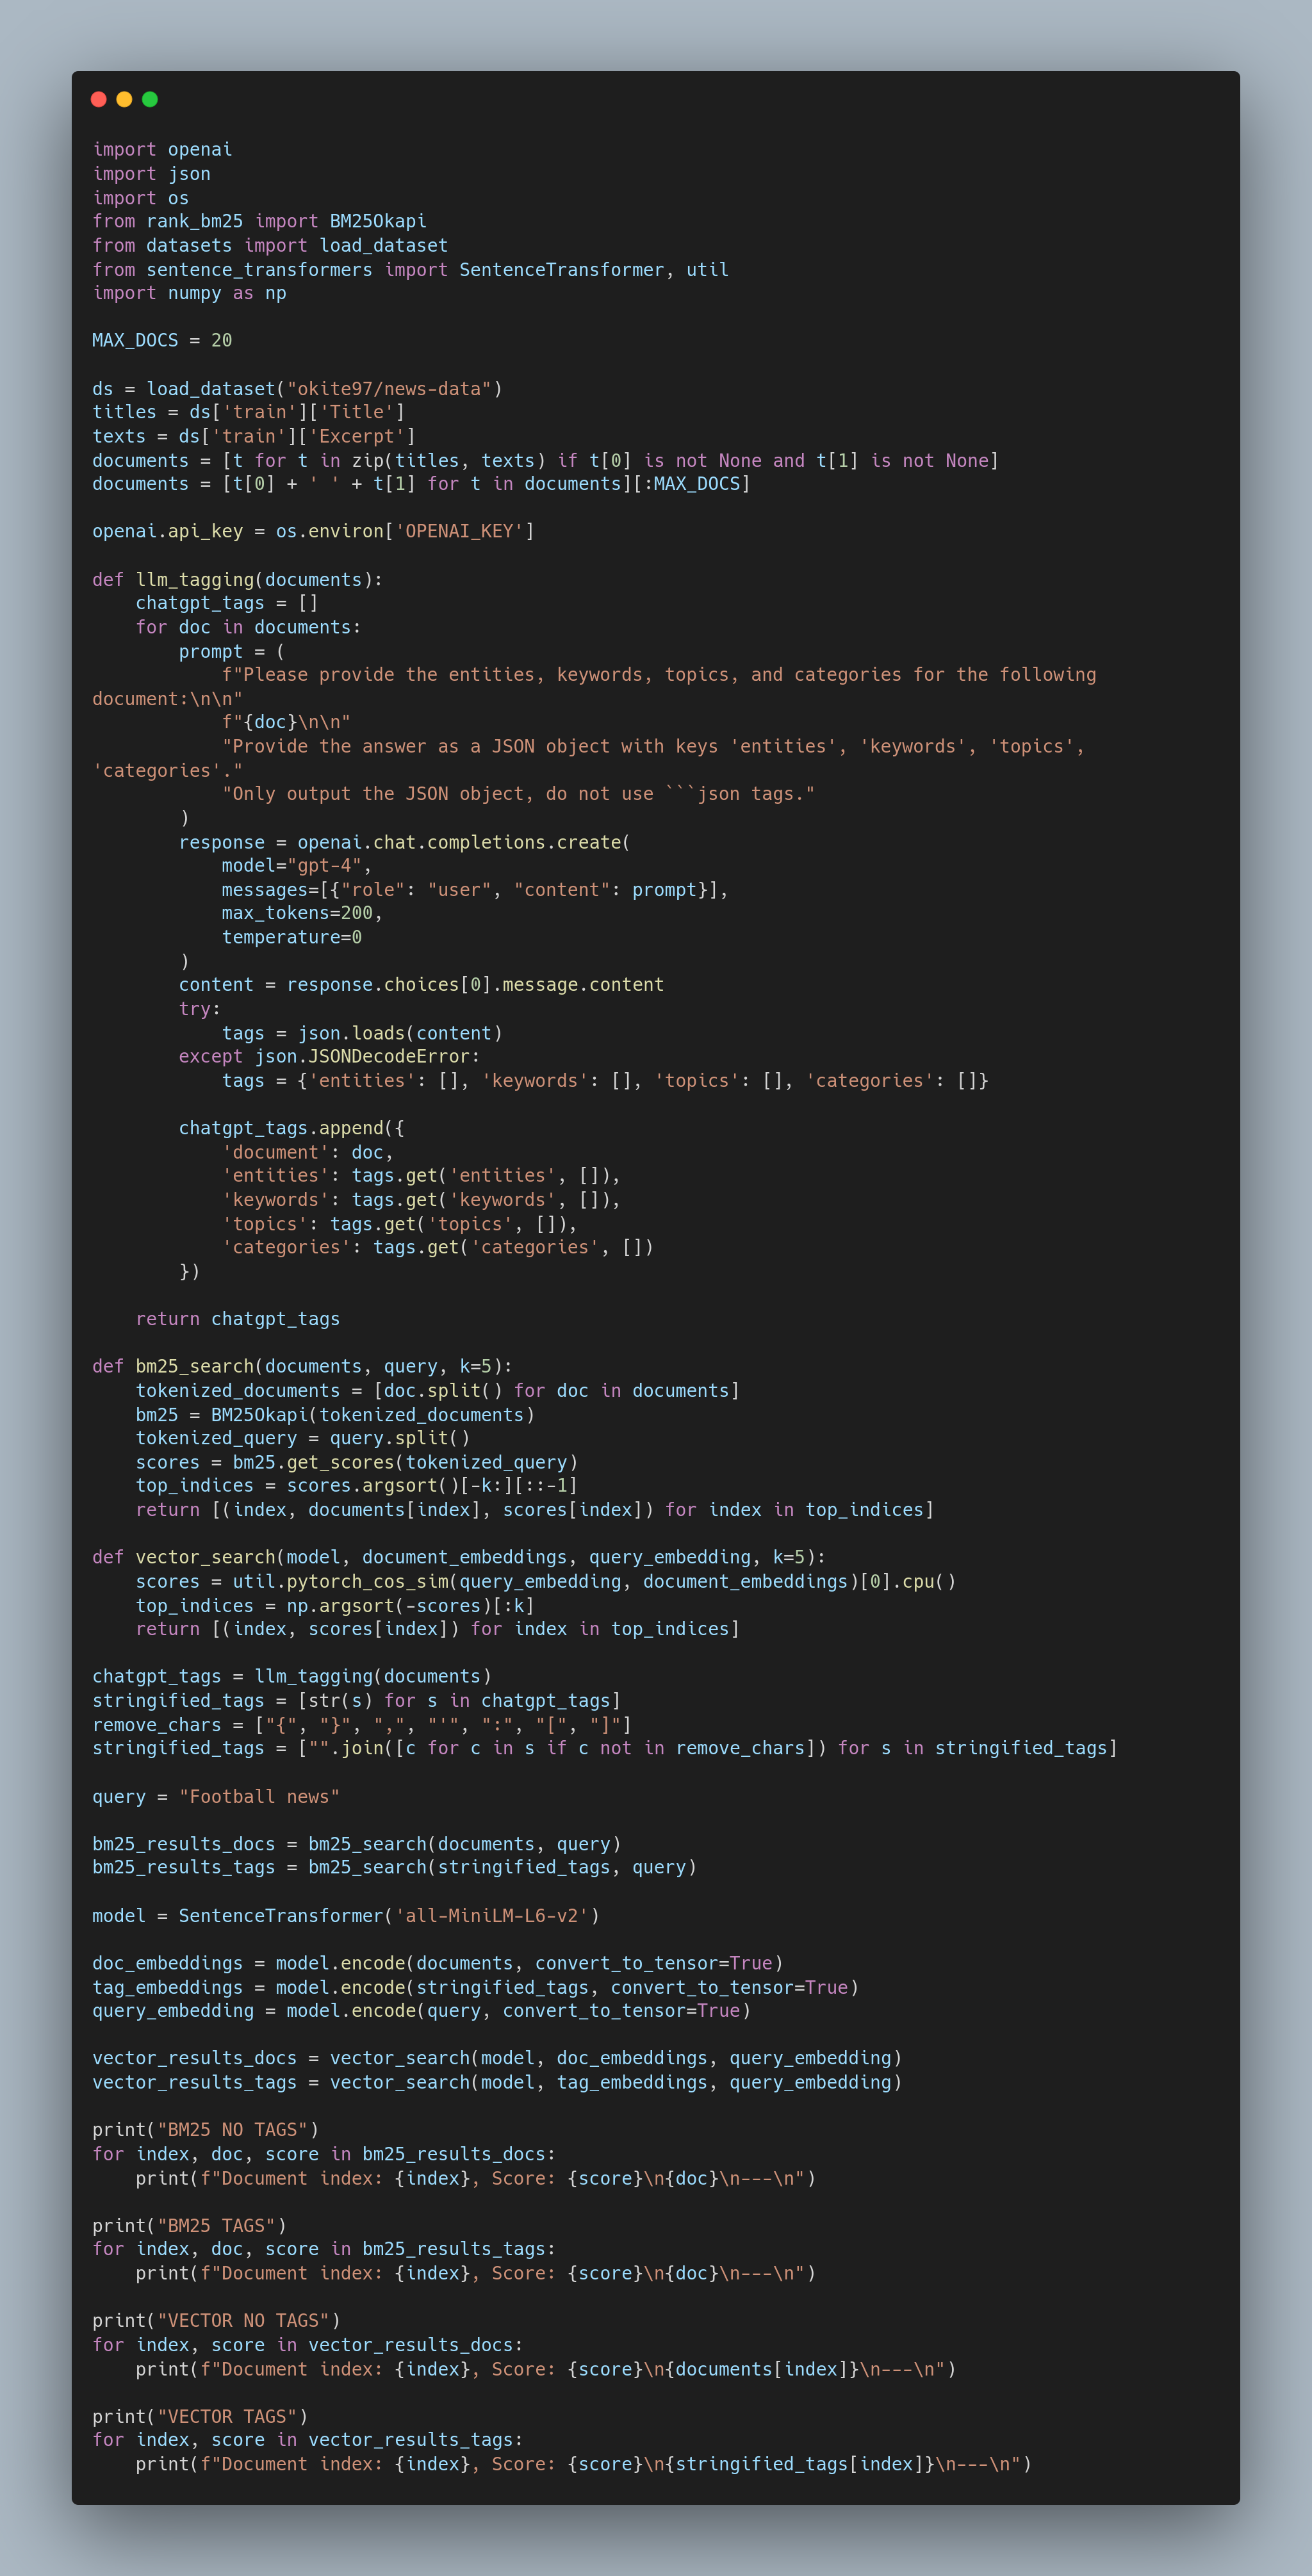 import openai
import json
import os
from rank_bm25 import BM25Okapi
from datasets import load_dataset
from sentence_transformers import SentenceTransformer, util
import numpy as np

MAX_DOCS = 20

ds = load_dataset("okite97/news-data")
titles = ds['train']['Title']
texts = ds['train']['Excerpt']
documents = [t for t in zip(titles, texts) if t[0] is not None and t[1] is not None]
documents = [t[0] + ' ' + t[1] for t in documents][:MAX_DOCS]

openai.api_key = os.environ['OPENAI_KEY']

def llm_tagging(documents):
    chatgpt_tags = []
    for doc in documents:
        prompt = (
            f"Please provide the entities, keywords, topics, and categories for the following
document:\n\n"
            f"{doc}\n\n"
            "Provide the answer as a JSON object with keys 'entities', 'keywords', 'topics',
'categories'."
            "Only output the JSON object, do not use ```json tags."
        )
        response = openai.chat.completions.create(
            model="gpt-4",
            messages=[{"role": "user", "content": prompt}],
            max_tokens=200,
            temperature=0
        )
        content = response.choices[0].message.content
        try:
            tags = json.loads(content)
        except json.JSONDecodeError:
            tags = {'entities': [], 'keywords': [], 'topics': [], 'categories': []}

        chatgpt_tags.append({
            'document': doc,
            'entities': tags.get('entities', []),
            'keywords': tags.get('keywords', []),
            'topics': tags.get('topics', []),
            'categories': tags.get('categories', [])
        })

    return chatgpt_tags

def bm25_search(documents, query, k=5):
    tokenized_documents = [doc.split() for doc in documents]
    bm25 = BM25Okapi(tokenized_documents)
    tokenized_query = query.split()
    scores = bm25.get_scores(tokenized_query)
    top_indices = scores.argsort()[-k:][::-1]
    return [(index, documents[index], scores[index]) for index in top_indices]

def vector_search(model, document_embeddings, query_embedding, k=5):
    scores = util.pytorch_cos_sim(query_embedding, document_embeddings)[0].cpu()
    top_indices = np.argsort(-scores)[:k]
    return [(index, scores[index]) for index in top_indices]

chatgpt_tags = llm_tagging(documents)
stringified_tags = [str(s) for s in chatgpt_tags]
remove_chars = ["{", "}", ",", "'", ":", "[", "]"]
stringified_tags = ["".join([c for c in s if c not in remove_chars]) for s in stringified_tags]

query = "Football news"

bm25_results_docs = bm25_search(documents, query)
bm25_results_tags = bm25_search(stringified_tags, query)

model = SentenceTransformer('all-MiniLM-L6-v2')

doc_embeddings = model.encode(documents, convert_to_tensor=True)
tag_embeddings = model.encode(stringified_tags, convert_to_tensor=True)
query_embedding = model.encode(query, convert_to_tensor=True)

vector_results_docs = vector_search(model, doc_embeddings, query_embedding)
vector_results_tags = vector_search(model, tag_embeddings, query_embedding)

print("BM25 NO TAGS")
for index, doc, score in bm25_results_docs:
    print(f"Document index: {index}, Score: {score}\n{doc}\n---\n")

print("BM25 TAGS")
for index, doc, score in bm25_results_tags:
    print(f"Document index: {index}, Score: {score}\n{doc}\n---\n")

print("VECTOR NO TAGS")
for index, score in vector_results_docs:
    print(f"Document index: {index}, Score: {score}\n{documents[index]}\n---\n")

print("VECTOR TAGS")
for index, score in vector_results_tags:
    print(f"Document index: {index}, Score: {score}\n{stringified_tags[index]}\n---\n")